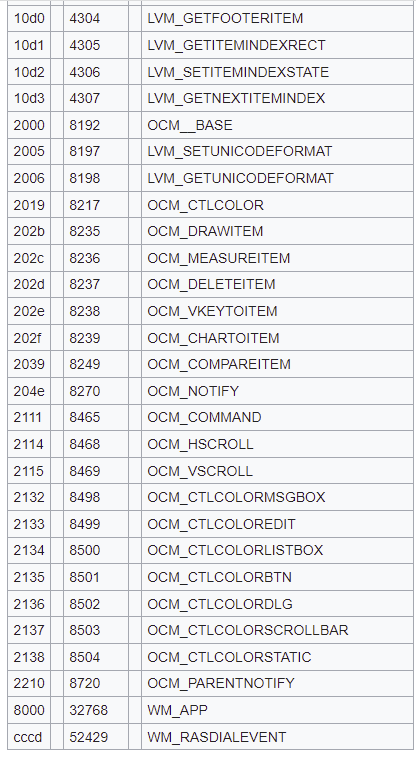 10d0 4304 LVM_GETFOOTERITEM
10d1 4305 LVM_GETITEMINDEXRECT
10d2 4306 LVM_SETITEMINDEXSTATE
10d3 4307 LVM_GETNEXTITEMINDEX
2000 8192 OCM__BASE
2005 8197 LVM_SETUNICODEFORMAT
2006 8198 LVM_GETUNICODEFORMAT
2019 8217 OCM_CTLCOLOR
202b 8235 OCM_DRAWITEM
202c 8236 OCM_MEASUREITEM
202d 8237 OCM_DELETEITEM
202e 8238 OCM_VKEYTOITEM
202f 8239 OCM_CHARTOITEM
2039 8249 OCM_COMPAREITEM
204e 8270 OCM_NOTIFY
2111 8465 OCM_COMMAND
2114 8468 OCM_HSCROLL
2115 8469 OCM_VSCROLL
2132 8498 OCM_CTLCOLORMSGBOX
2133 8499 OCM_CTLCOLOREDIT
2134 8500 OCM_CTLCOLORLISTBOX
2135 8501 OCM_CTLCOLORBTN
2136 8502 OCM_CTLCOLORDLG
2137 8503 OCM_CTLCOLORSCROLLBAR
2138 8504 OCM_CTLCOLORSTATIC
2210 8720 OCM_PARENTNOTIFY
8000 32768 WM_APP
cccd 52429 WM_RASDIALEVENT